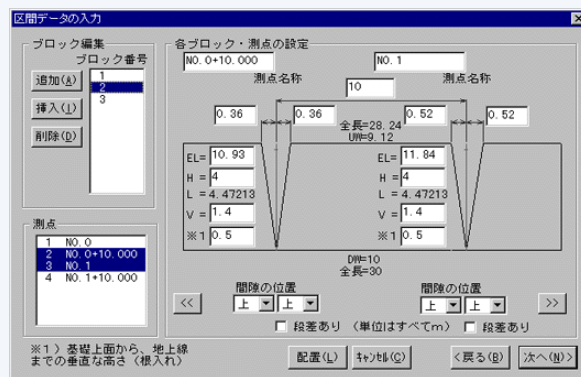 区間データの入力
ブロック編集
ブロック番号
追加(A)
挿入(I)
削除(D)
1
2
3
測点
1 NO. 0
2 NO. 0+10.000
3 NO. 1
4 NO. 1+10.000
※1）基礎上面から、地上線
までの垂直な高さ（根入れ）
各ブロック・測点の設定
NO. 0+10.000
NO. 1
測点名称
測点名称
10
0.36
0.36
0.52
0.52
全長=28.24
UW=9.12
EL= 10.93
H = 4
L = 4.47213
V = 1.4
※1 0.5
EL= 11.84
H = 4
L = 4.47213
V = 1.4
※1 0.5
DW=10
全長=30
間隙の位置
間隙の位置
<<
上
上
上
上
>>
段差あり
（単位はすべてm）
段差あり
配置(L)
ｷｬﾝｾﾙ(C)
<戻る(B)
次へ(N)>